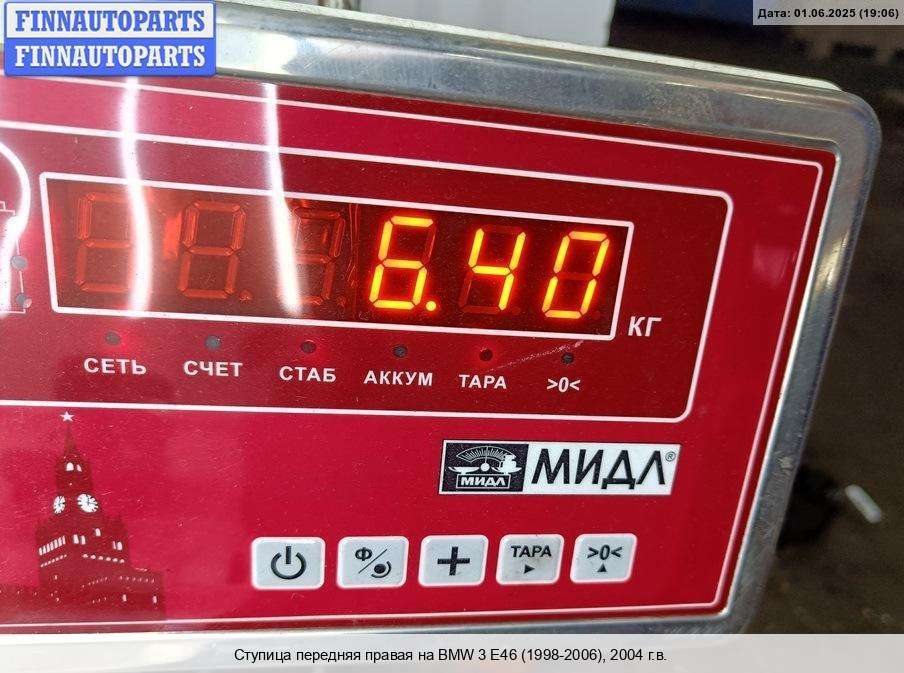 FINNAUTOPARTS
FINNAUTOPARTS
Дата: 01.06.2025 (19:06)
6.40
КГ
СЕТЬ СЧЕТ СТАБ АККУМ ТАРА >0<
МИДЛ
МИДЛ®
Ф ТАРА >0<
Ступица передняя правая на BMW 3 E46 (1998-2006), 2004 г.в.